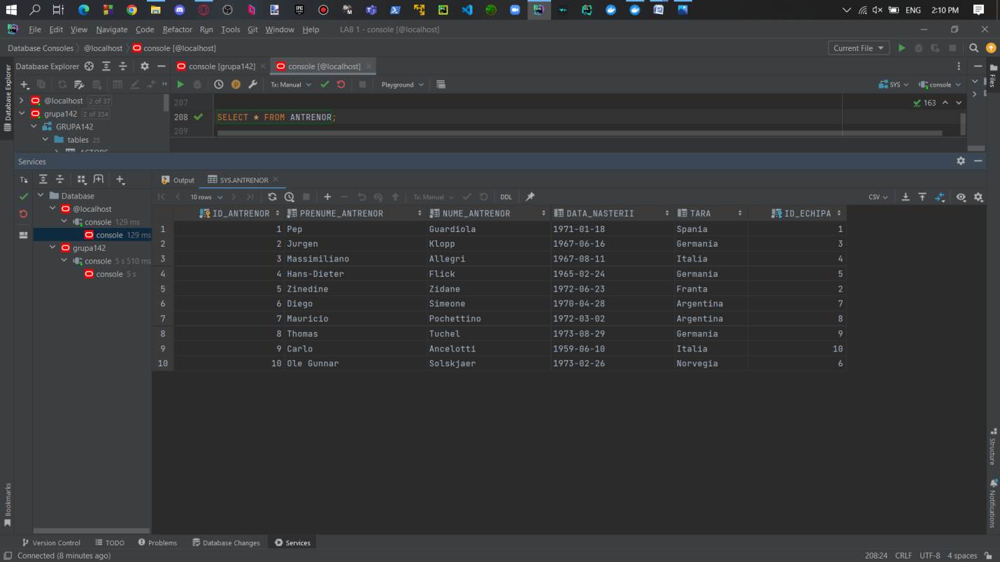 ENG 2:10 PM
File Edit View Navigate Code Refactor Run Tools Git Window Help LAB 1 - console [@localhost]
Database Consoles @localhost console [@localhost] Current File
Database Explorer console [grupa142] console [@localhost]
Tx: Manual Playground SYS console
@localhost 2 of 37
207
163
grupa142 2 of 354
208 SELECT * FROM ANTRENOR;
GRUPA142
209
tables 25
ACTORS
Database Explorer
Files
Services
Tx
Output SYS.ANTRENOR
Database
10 rows Tx: Manual DDL CSV
@localhost
console 129 ms
console 129 ms
grupa142
console 5 s 510 ms
console 5 s
ID_ANTRENOR PRENUME_ANTRENOR NUME_ANTRENOR DATA_NASTERII TARA ID_ECHIPA
1 1 Pep Guardiola 1971-01-18 Spania 1
2 2 Jurgen Klopp 1967-06-16 Germania 3
3 3 Massimiliano Allegri 1967-08-11 Italia 4
4 4 Hans-Dieter Flick 1965-02-24 Germania 5
5 5 Zinedine Zidane 1972-06-23 Franta 2
6 6 Diego Simeone 1970-04-28 Argentina 7
7 7 Mauricio Pochettino 1972-03-02 Argentina 8
8 8 Thomas Tuchel 1973-08-29 Germania 9
9 9 Carlo Ancelotti 1959-06-10 Italia 10
10 10 Ole Gunnar Solskjaer 1973-02-26 Norvegia 6
Structure
Notifications
Bookmarks
Version Control TODO Problems Database Changes Services
Connected (8 minutes ago) 208:24 CRLF UTF-8 4 spaces